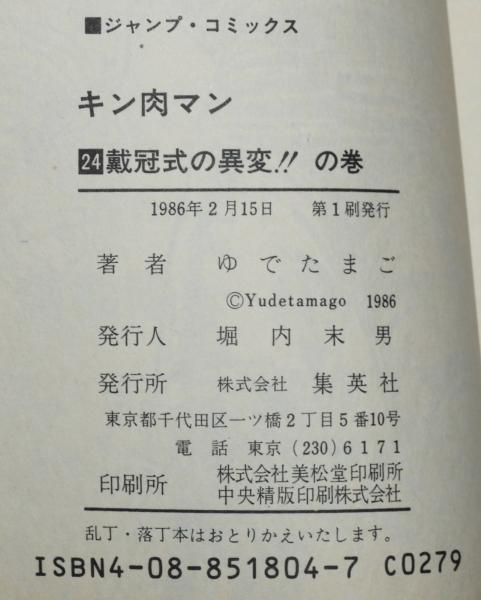 ■ジャンプ・コミックス
キン肉マン
24戴冠式の異変!! の巻
1986年2月15日 第1刷発行
著者 ゆでたまご
©Yudetamago 1986
発行人 堀内末男
発行所 株式会社 集英社
東京都千代田区一ツ橋2丁目5番10号
電話 東京(230)6171
印刷所 株式会社美松堂印刷所
中央精版印刷株式会社
乱丁・落丁本はおとりかえいたします。
ISBN4-08-851804-7 C0279